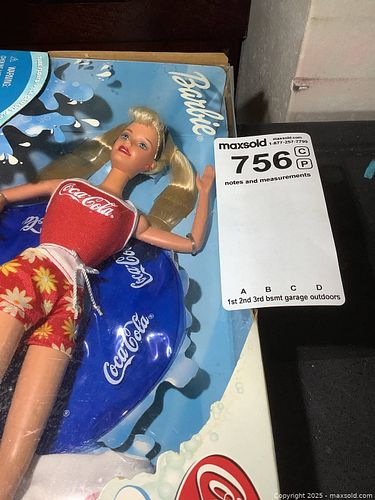 WARNING:
Barbie
maxsold
maxsold.com
1-877-257-7799
756 C P
notes and measurements
A B C D
1st 2nd 3rd bsmt garage outdoors
Coca-Cola
Coca-Cola
Coca-Cola
Copyright 2025 - maxsold.com